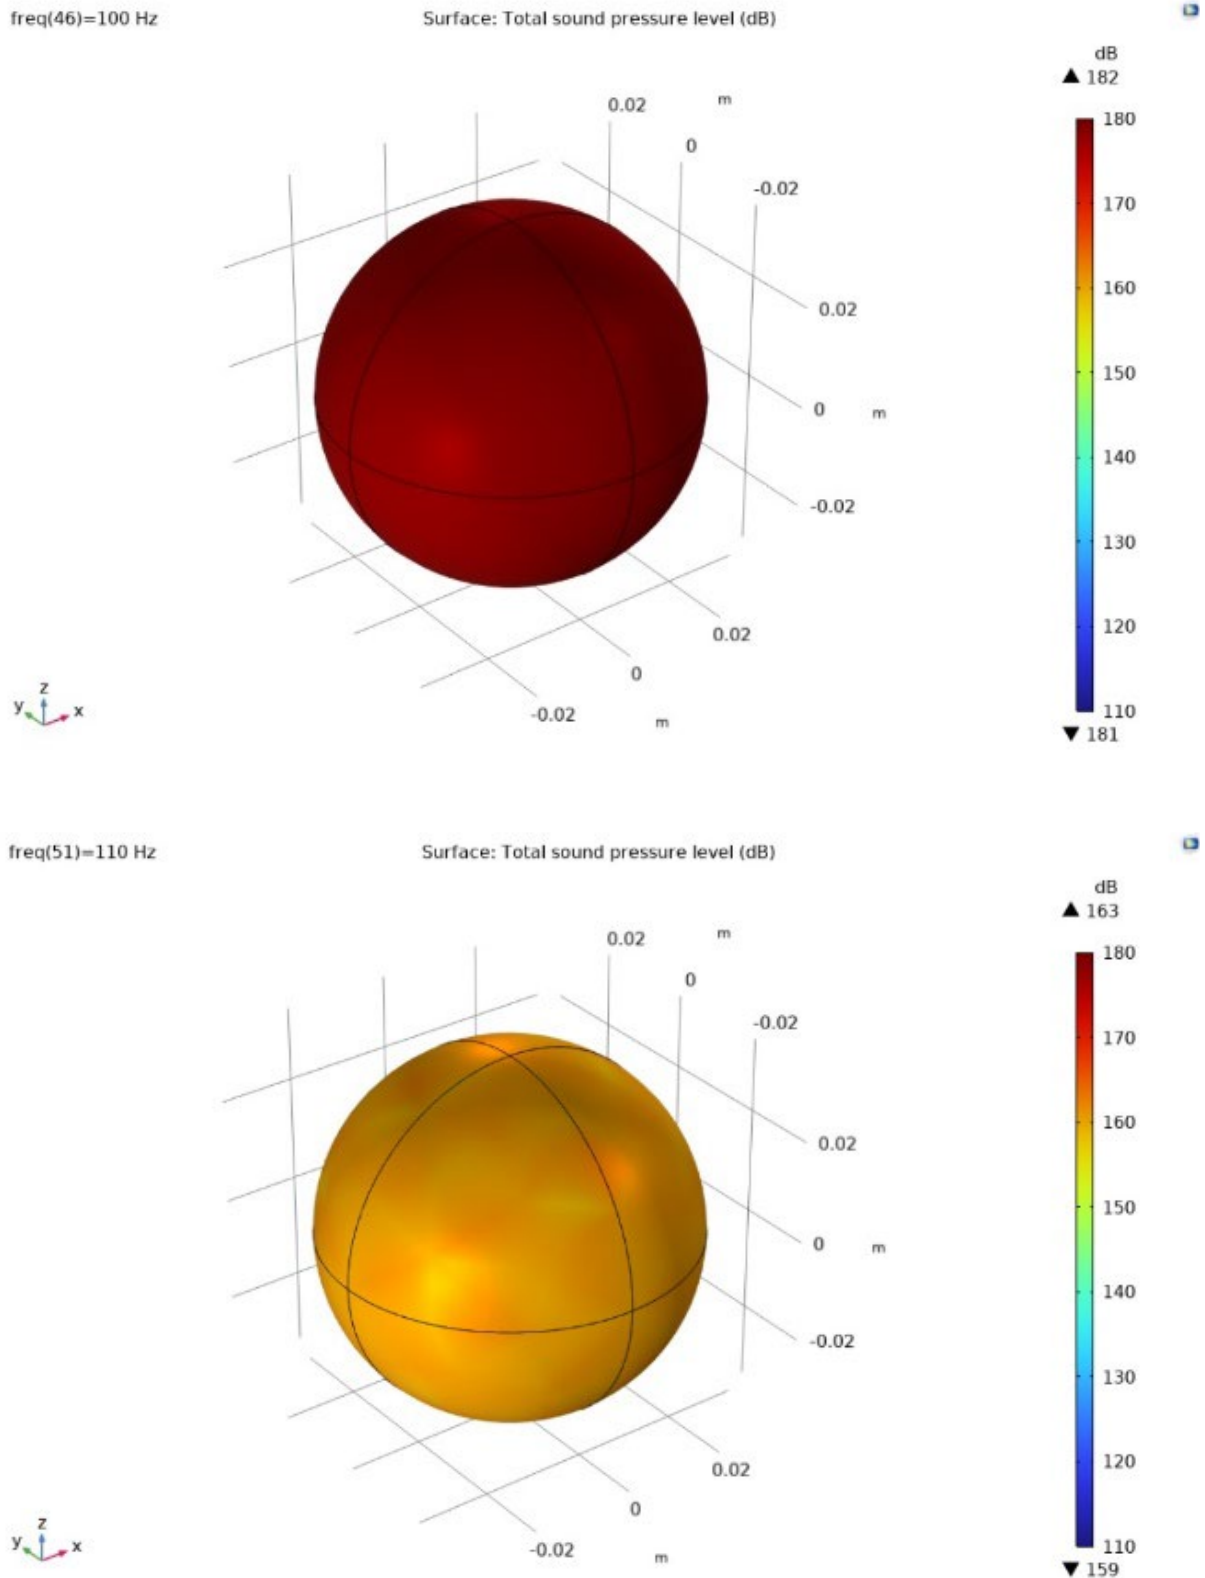 freq(46)=100 Hz
Surface: Total sound pressure level (dB)
dB
▲ 182
0.02
m
180
0
-0.02
170
160
0.02
150
0
m
140
-0.02
130
120
0.02
0
z
y
x
-0.02
m
110
▼ 181
freq(51)=110 Hz
Surface: Total sound pressure level (dB)
dB
▲ 163
0.02
m
180
0
-0.02
170
160
0.02
150
0
m
140
-0.02
130
120
0.02
0
z
y
x
-0.02
m
110
▼ 159